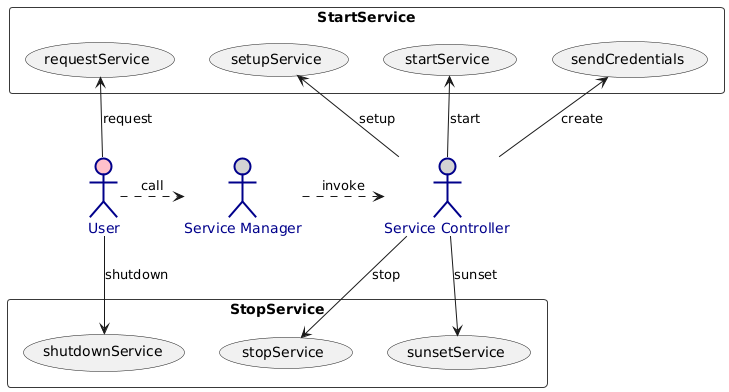 StartService
requestService
setupService
startService
sendCredentials
request
setup
start
create
call
invoke
User
Service Manager
Service Controller
shutdown
stop
sunset
StopService
shutdownService
stopService
sunsetService